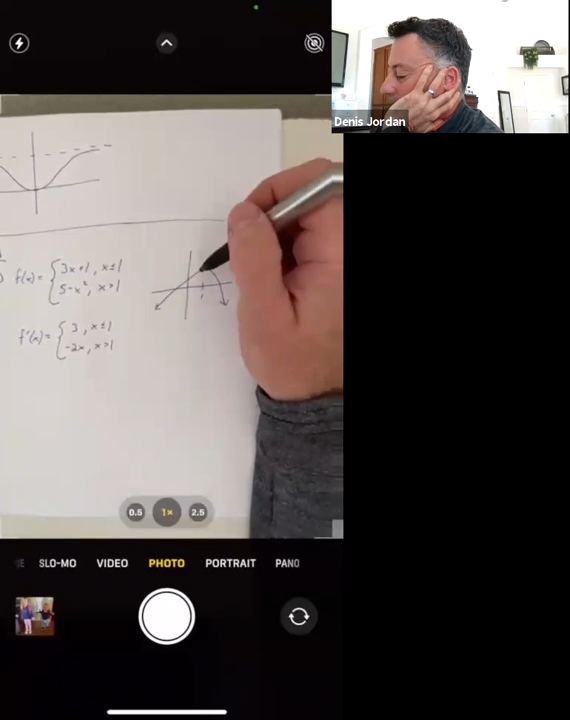 Denis Jordan
f(x) = { 3x+1, x≤1
5-x², x>1
f'(x) = { 3, x≤1
-2x, x>1
1
0.5 1× 2.5
SLO-MO VIDEO PHOTO PORTRAIT PANO